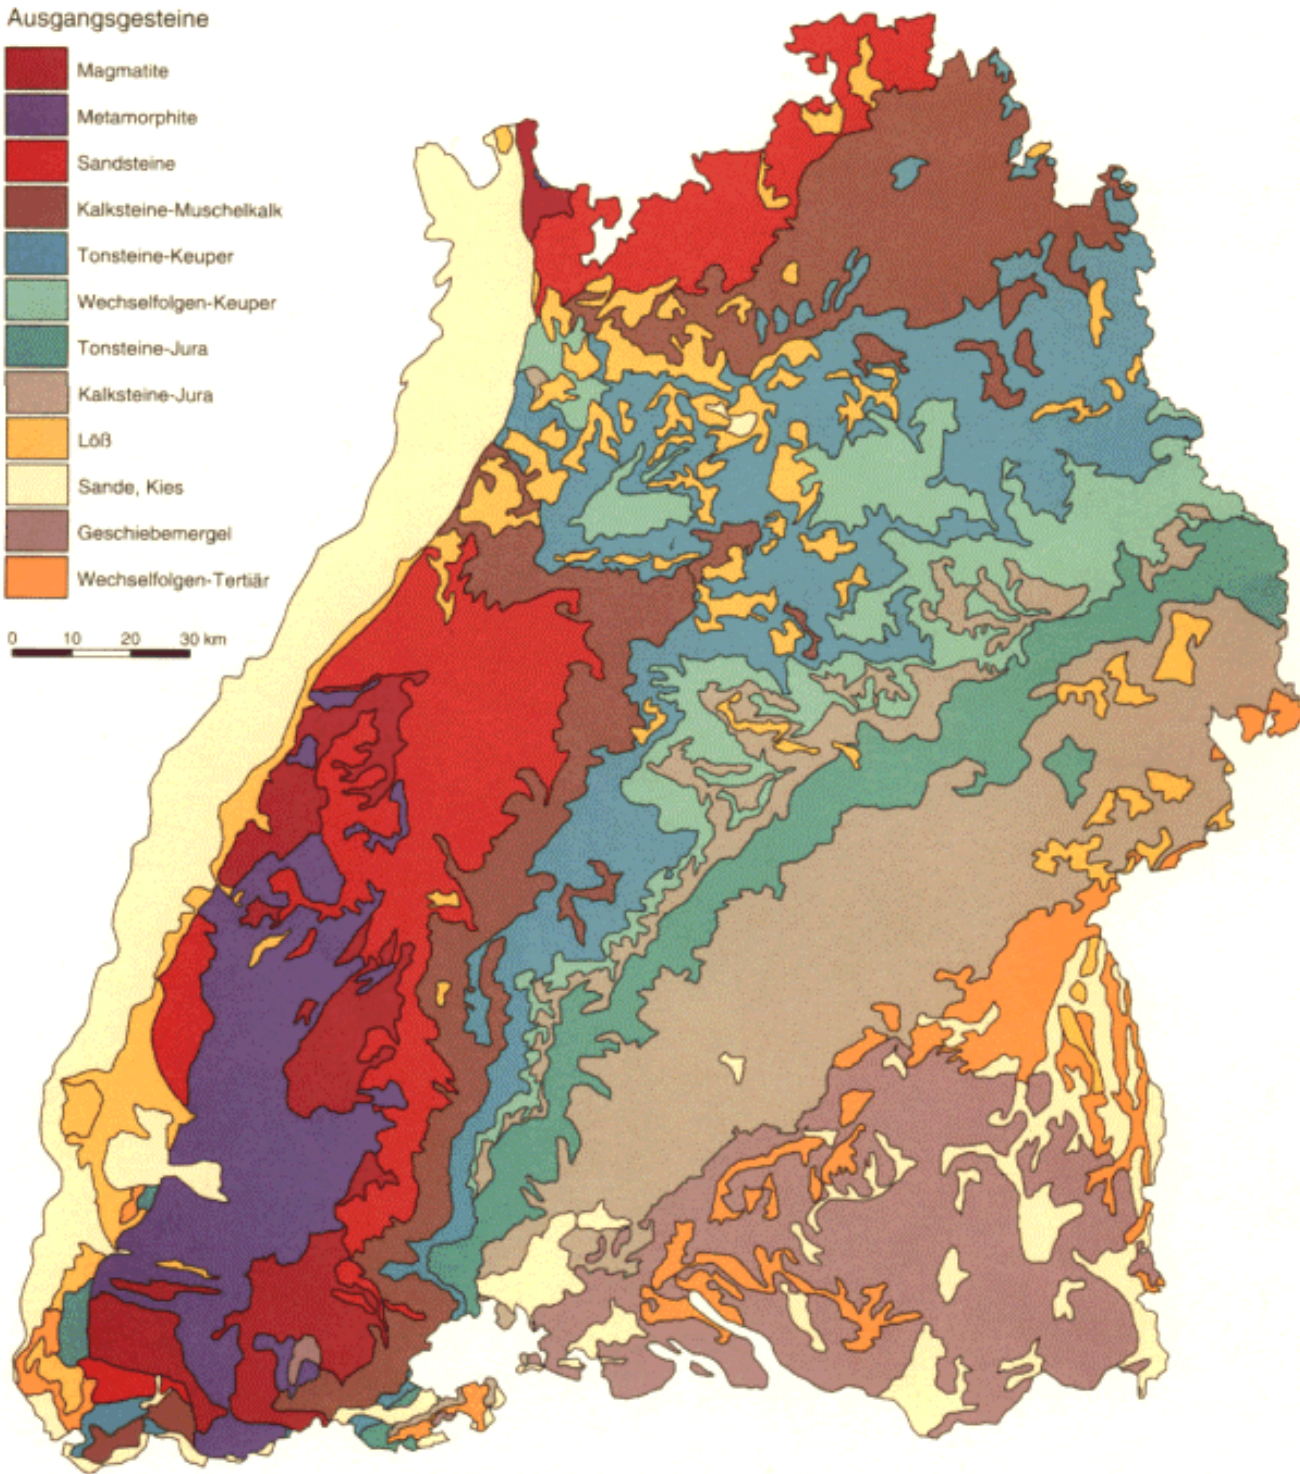 Ausgangsgesteine
Magmatite
Metamorphite
Sandsteine
Kalksteine-Muschelkalk
Tonsteine-Keuper
Wechselfolgen-Keuper
Tonsteine-Jura
Kalksteine-Jura
Löß
Sande, Kies
Geschiebemergel
Wechselfolgen-Tertiär
0 10 20 30 km